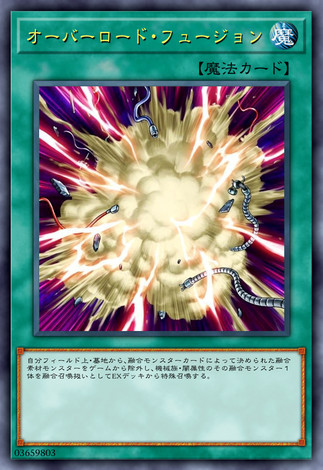 オーバーロード・フュージョン 魔
【魔法カード】
自分フィールド上・墓地から、融合モンスターカードによって決められた融合
素材モンスターをゲームから除外し、機械族・闇属性のその融合モンスター１
体を融合召喚扱いとしてEXデッキから特殊召喚する。
03659803